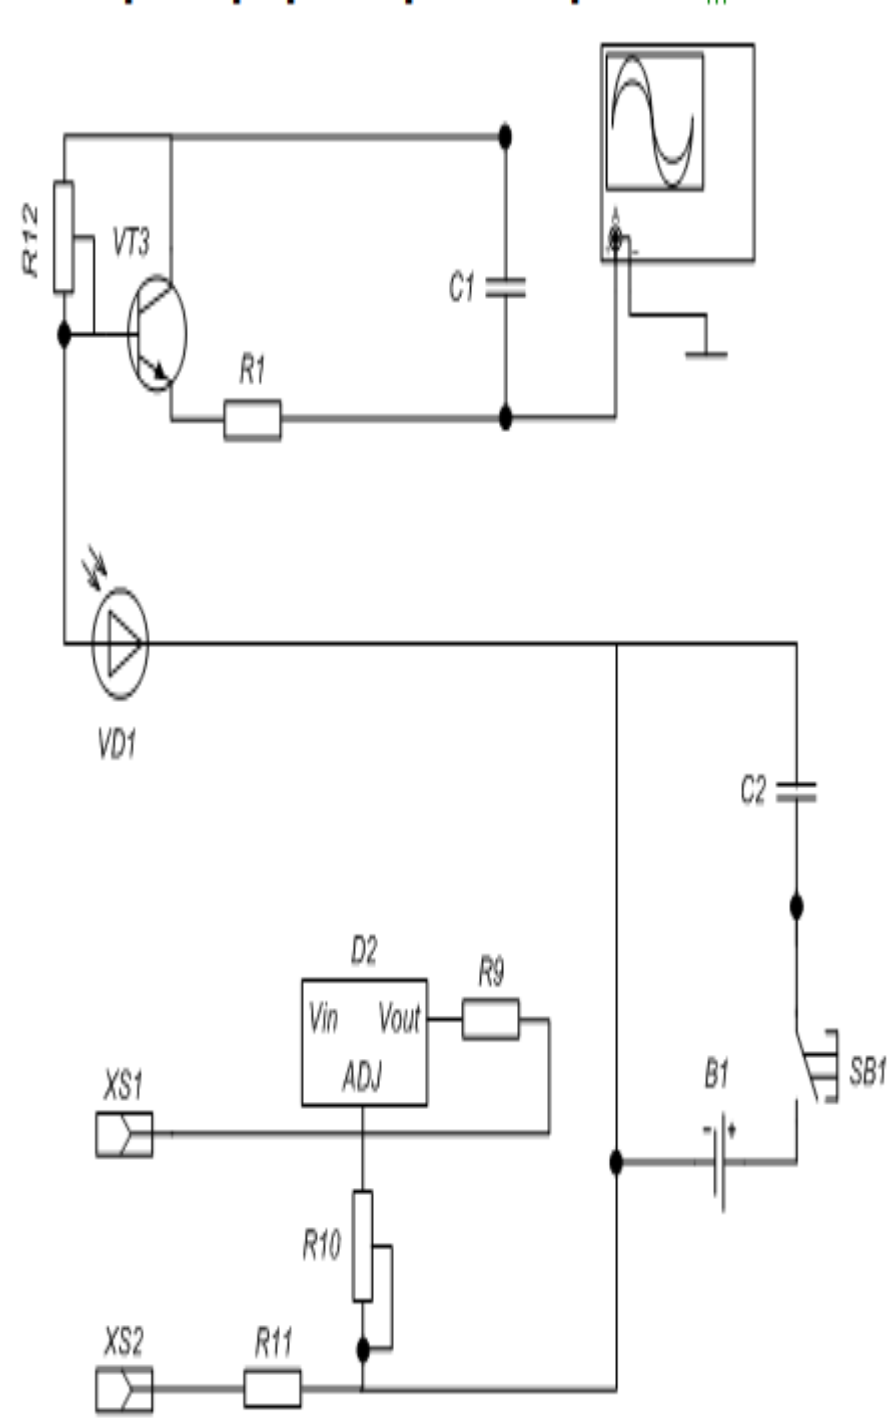 R12
VT3
C1
A
R1
VD1
C2
D2
R9
Vin Vout
ADJ
XS1
B1
SB1
- +
R10
XS2
R11